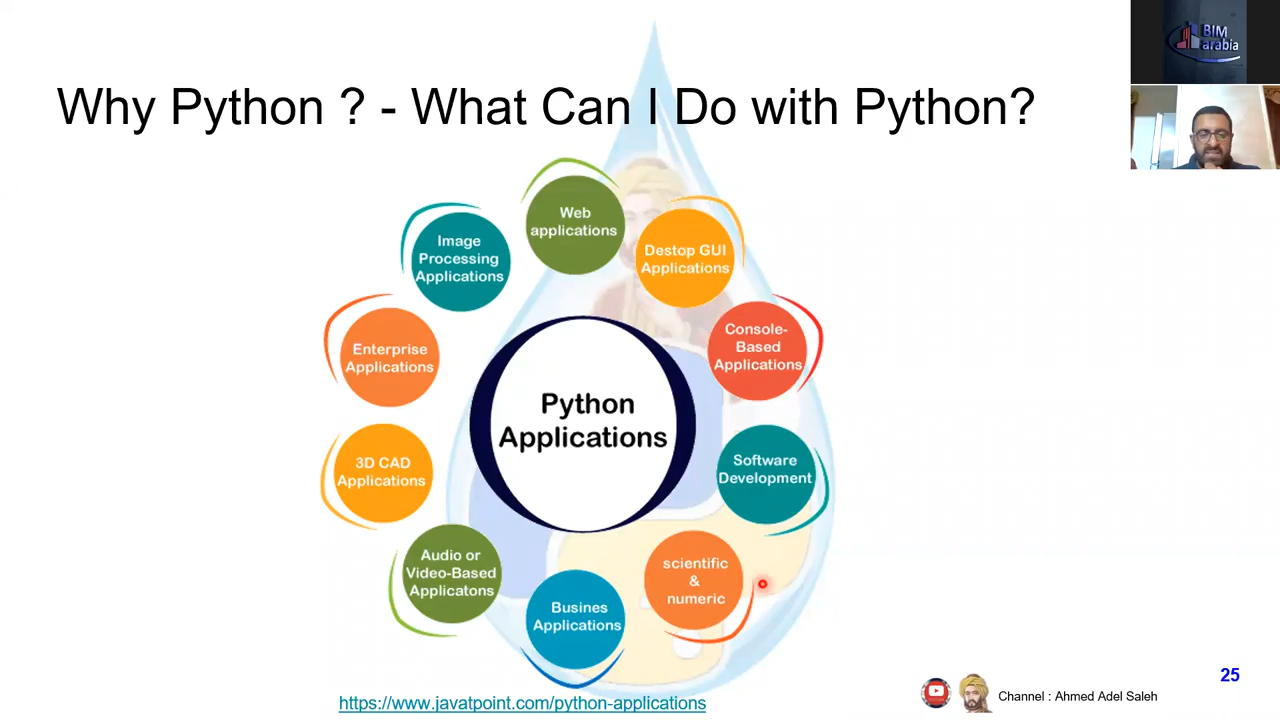 BIM
arabia
Why Python ? - What Can I Do with Python?
Web
applications
Destop GUI
Applications
Console-
Based
Applications
Software
Development
scientific
&
numeric
Busines
Applications
Audio or
Video-Based
Applicatons
3D CAD
Applications
Enterprise
Applications
Image
Processing
Applications
Python
Applications
https://www.javatpoint.com/python-applications
Channel : Ahmed Adel Saleh
25